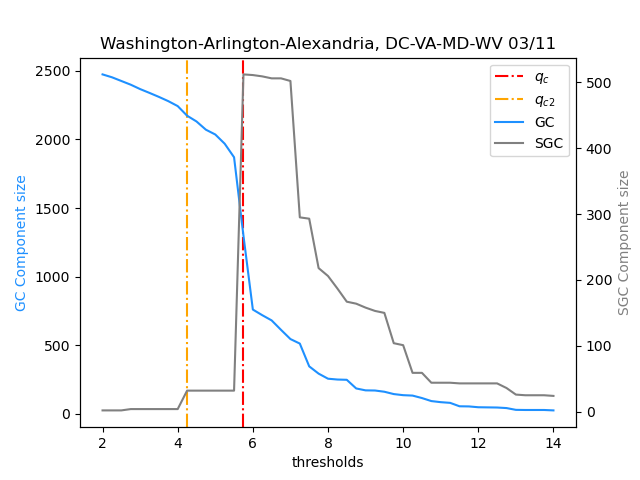 Washington-Arlington-Alexandria, DC-VA-MD-WV 03/11
GC Component size
2500
2000
1500
1000
500
0
q_c
q_c2
GC
SGC
500
400
300
200
100
0
SGC Component size
2 4 6 8 10 12 14
thresholds